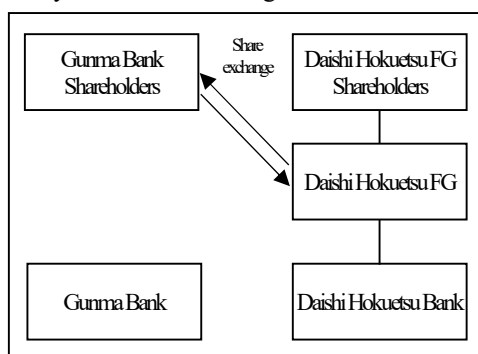 Gunma Bank
Shareholders
Share
exchange
Daishi Hokuetsu FG
Shareholders
Daishi Hokuetsu FG
Gunma Bank
Daishi Hokuetsu Bank